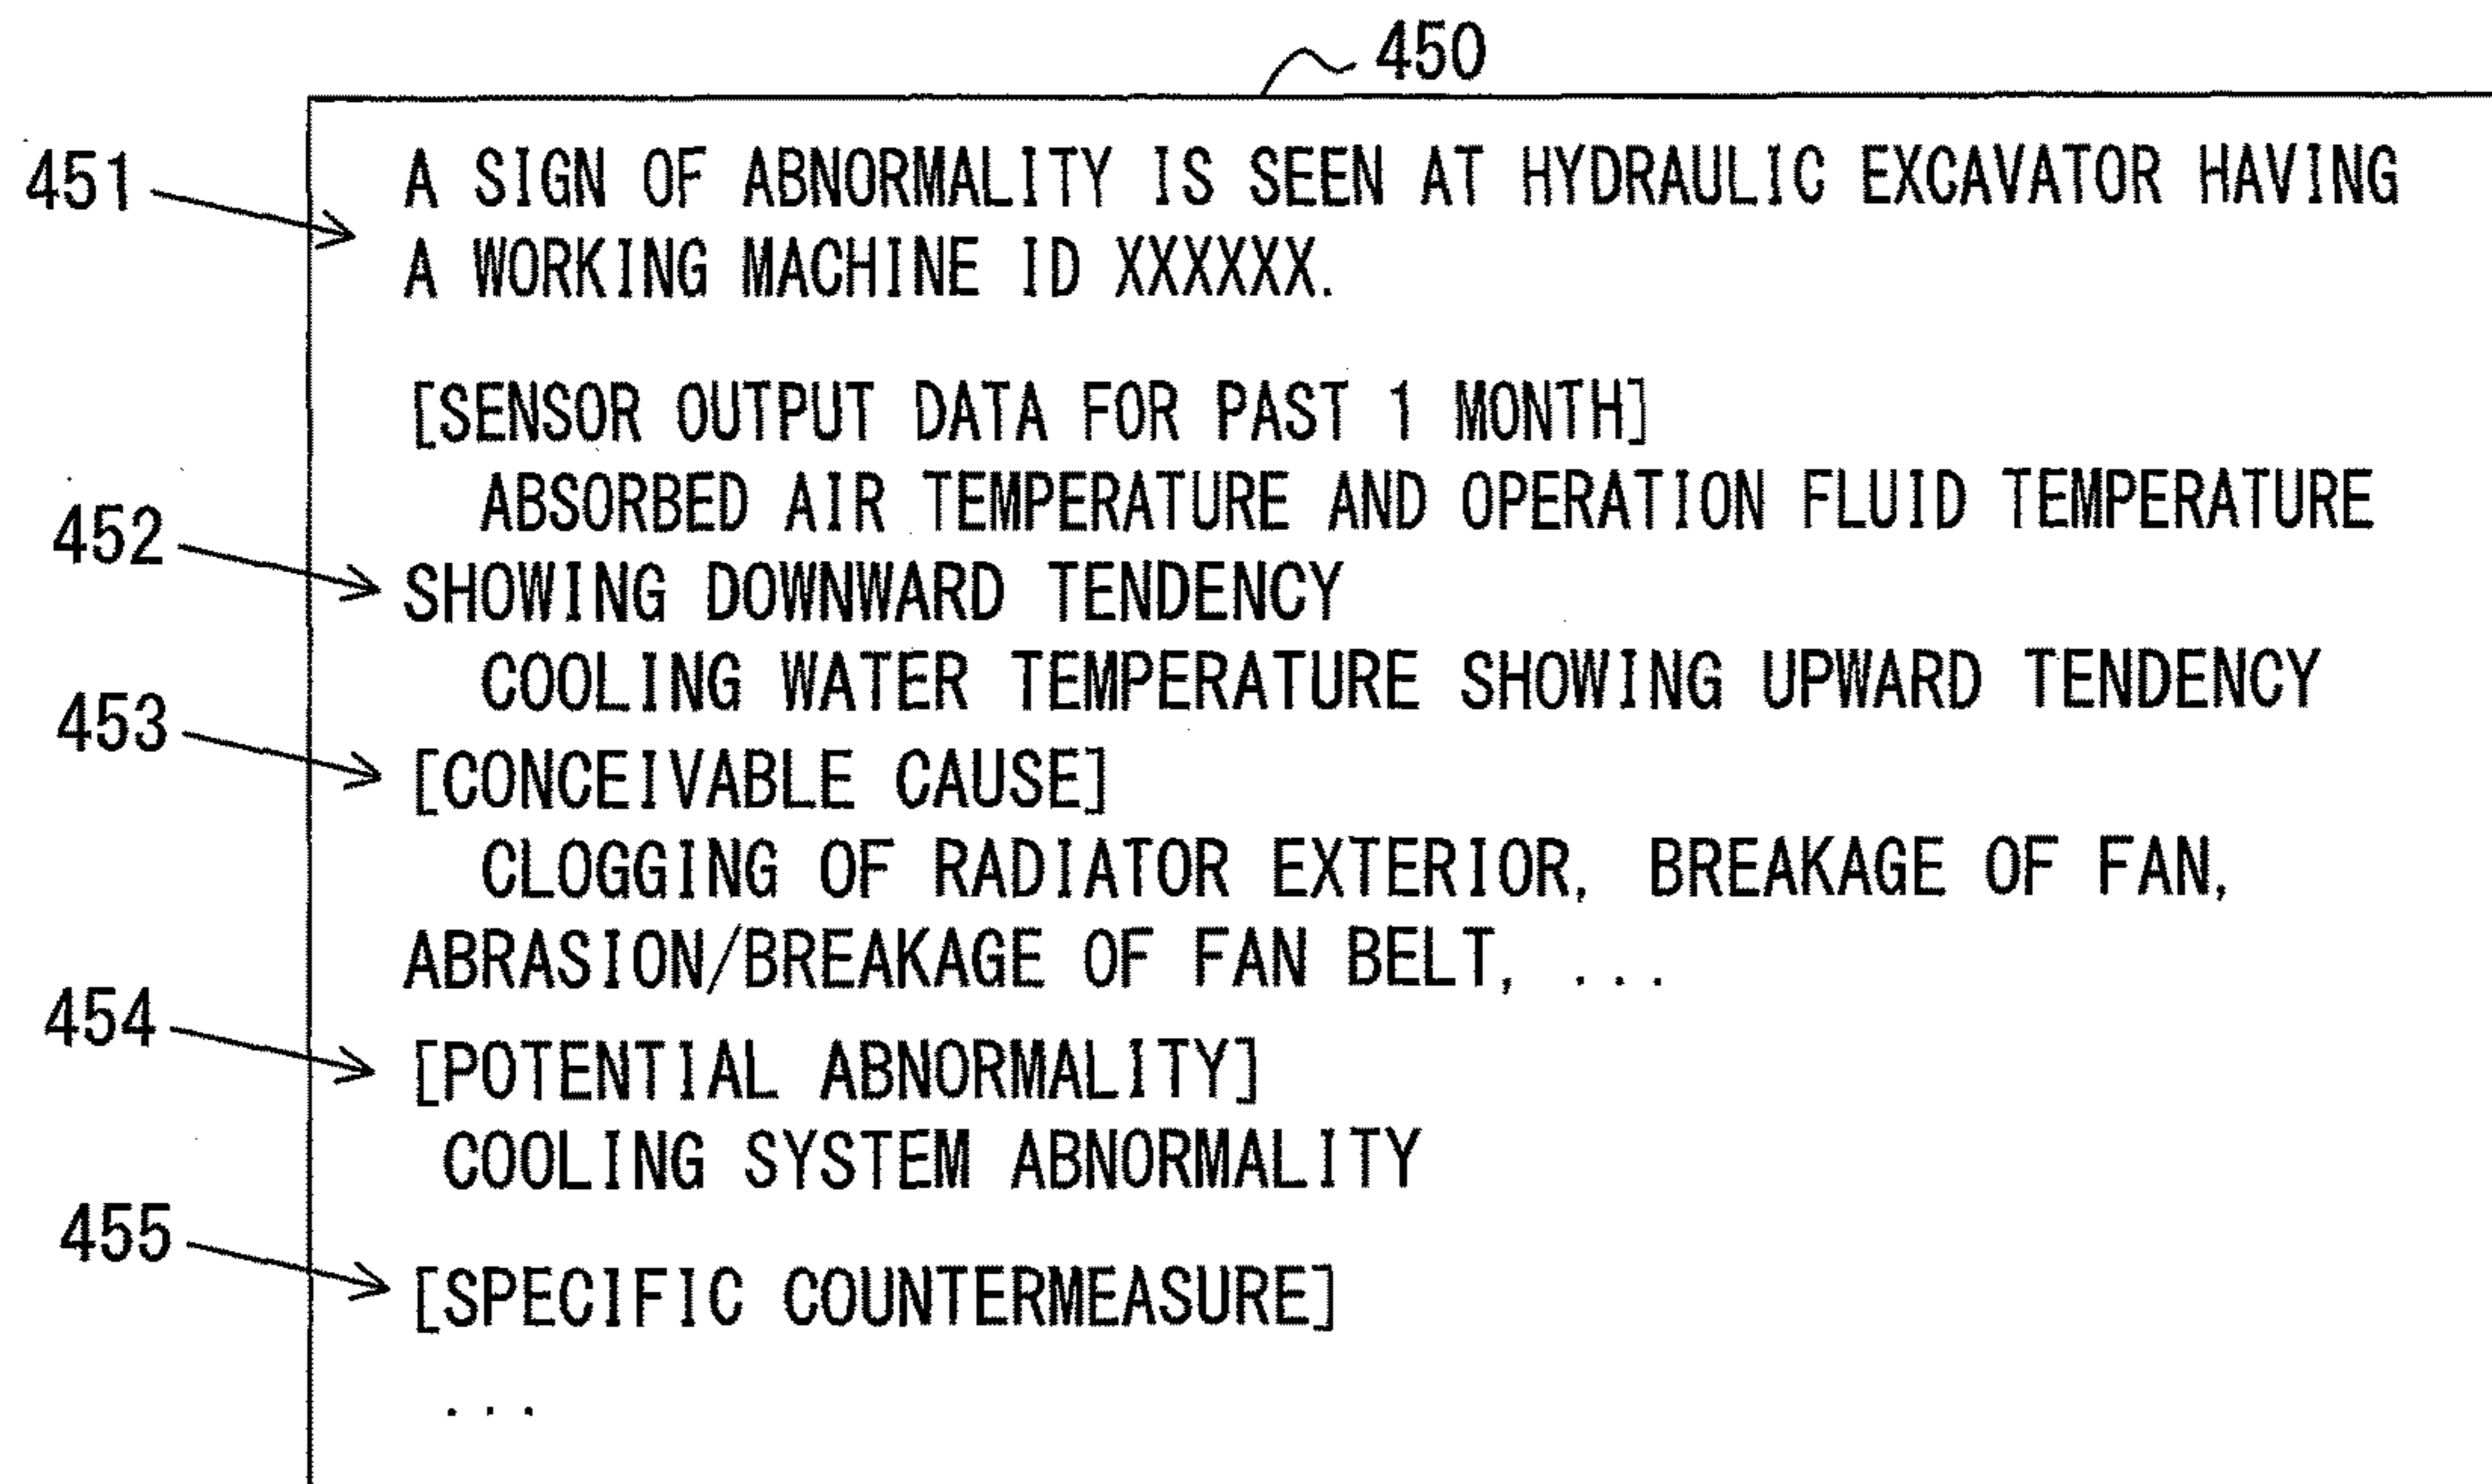 450
451
A SIGN OF ABNORMALITY IS SEEN AT HYDRAULIC EXCAVATOR HAVING
A WORKING MACHINE ID XXXXXX.
[SENSOR OUTPUT DATA FOR PAST 1 MONTH]
ABSORBED AIR TEMPERATURE AND OPERATION FLUID TEMPERATURE
452
SHOWING DOWNWARD TENDENCY
COOLING WATER TEMPERATURE SHOWING UPWARD TENDENCY
453
[CONCEIVABLE CAUSE]
CLOGGING OF RADIATOR EXTERIOR, BREAKAGE OF FAN,
ABRASION/BREAKAGE OF FAN BELT, ...
454
[POTENTIAL ABNORMALITY]
COOLING SYSTEM ABNORMALITY
455
[SPECIFIC COUNTERMEASURE]
...